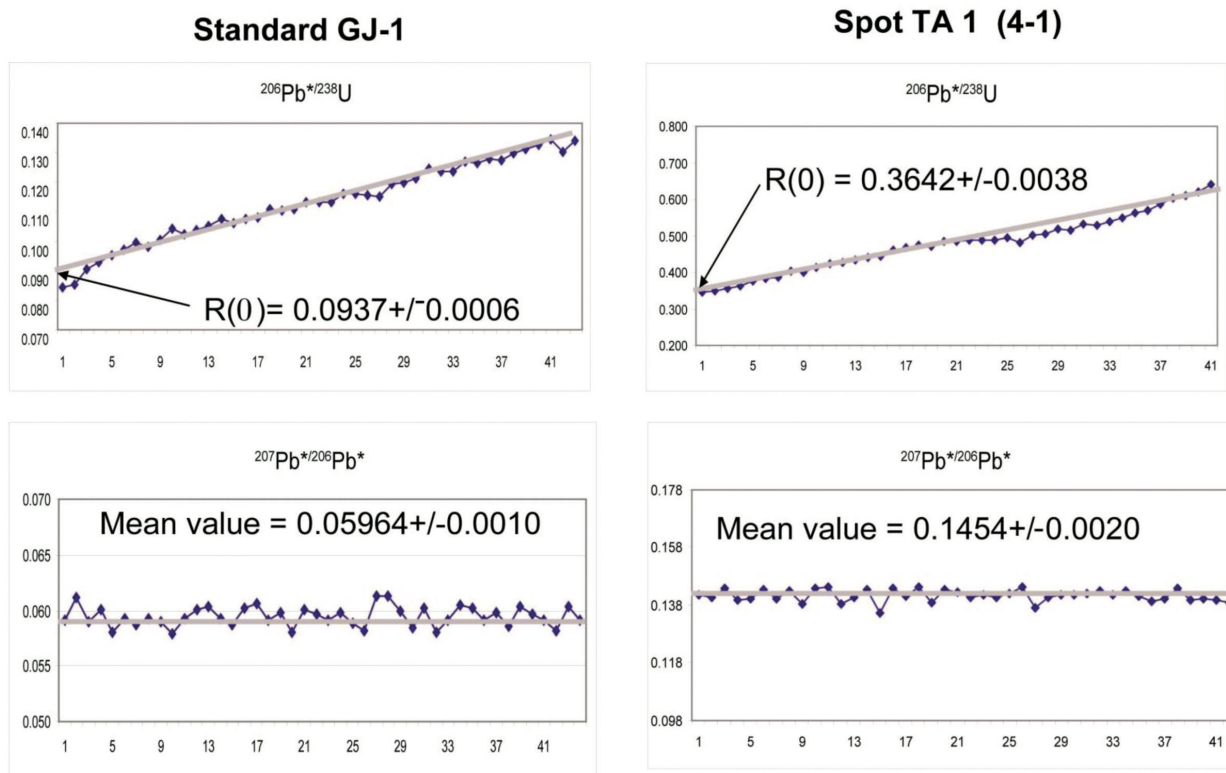 Standard GJ-1
Spot TA 1 (4-1)
206Pb*/238U
0.140
0.130
0.120
0.110
0.100
0.090
0.080
0.070
R(0)= 0.0937+/-0.0006
1 5 9 13 17 21 25 29 33 37 41
206Pb*/238U
0.800
0.700
0.600
0.500
0.400
0.300
0.200
R(0) = 0.3642+/-0.0038
1 5 9 13 17 21 25 29 33 37 41
207Pb*/206Pb*
0.070
0.065
0.060
0.055
0.050
Mean value = 0.05964+/-0.0010
1 5 9 13 17 21 25 29 33 37 41
207Pb*/206Pb*
0.178
0.158
0.138
0.118
0.098
Mean value = 0.1454+/-0.0020
1 5 9 13 17 21 25 29 33 37 41